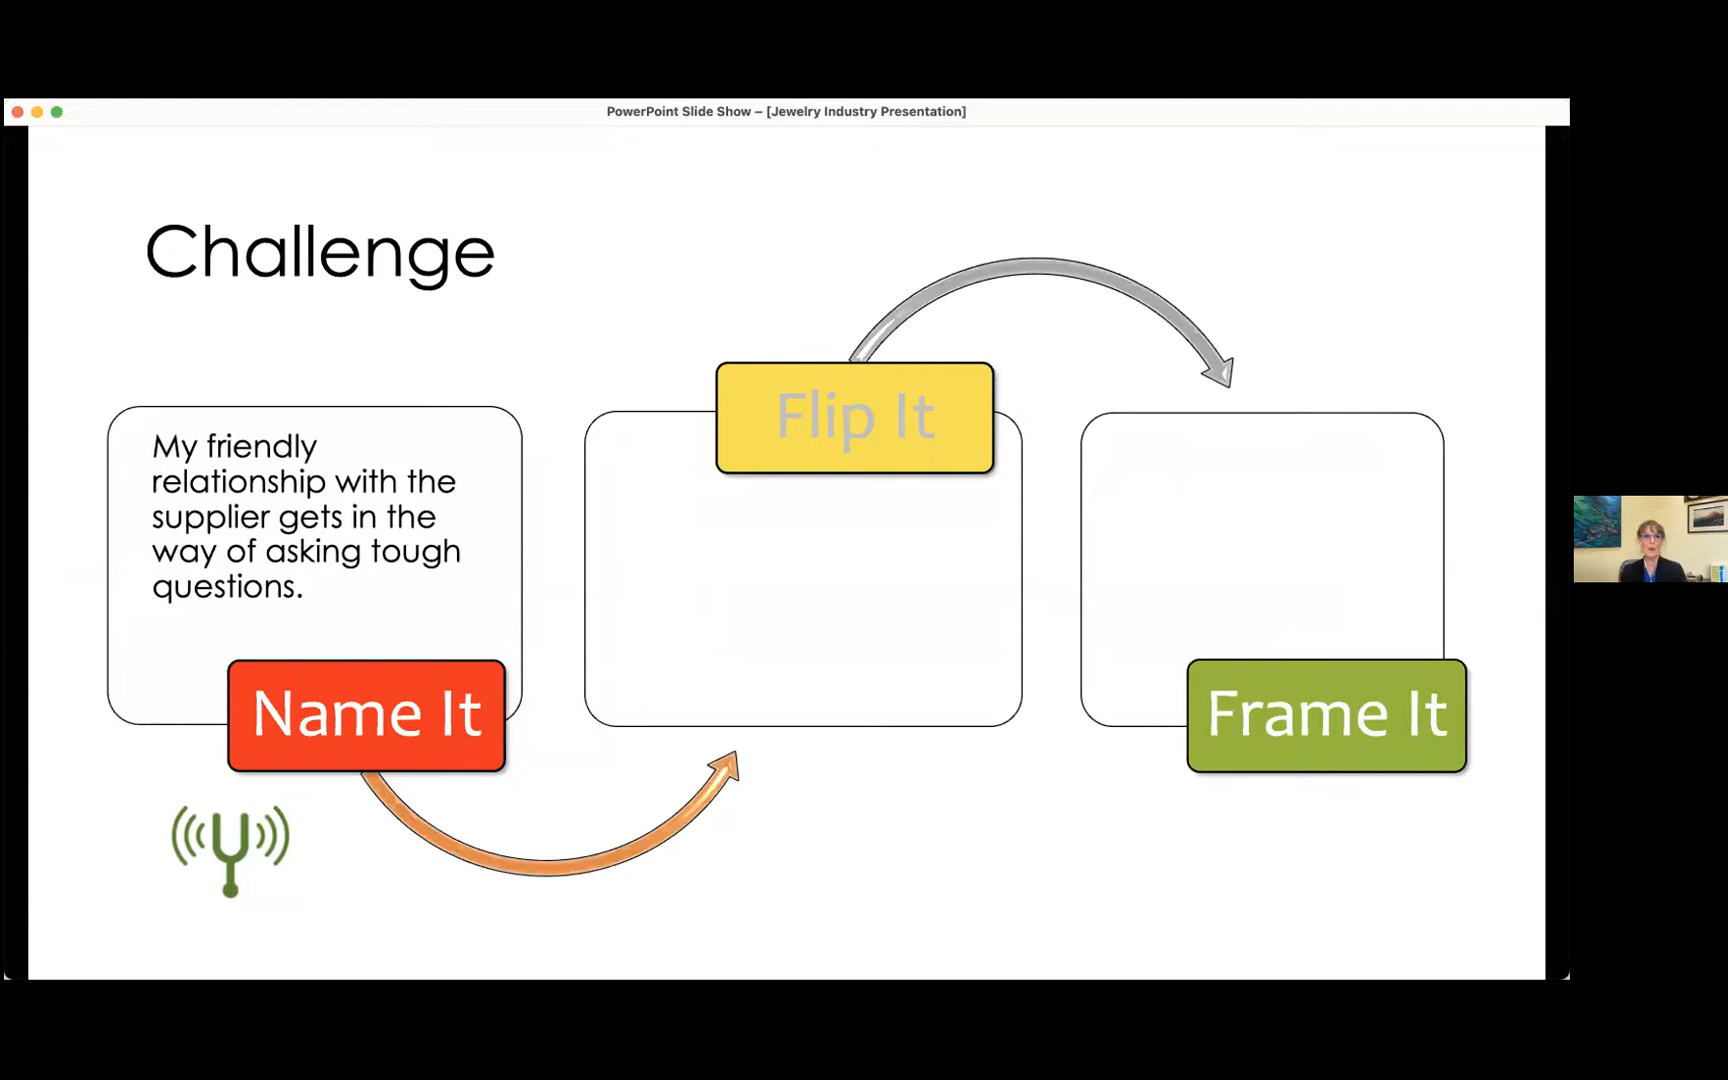 PowerPoint Slide Show – [Jewelry Industry Presentation]
Challenge
My friendly
relationship with the
supplier gets in the
way of asking tough
questions.
Name It
Flip It
Frame It